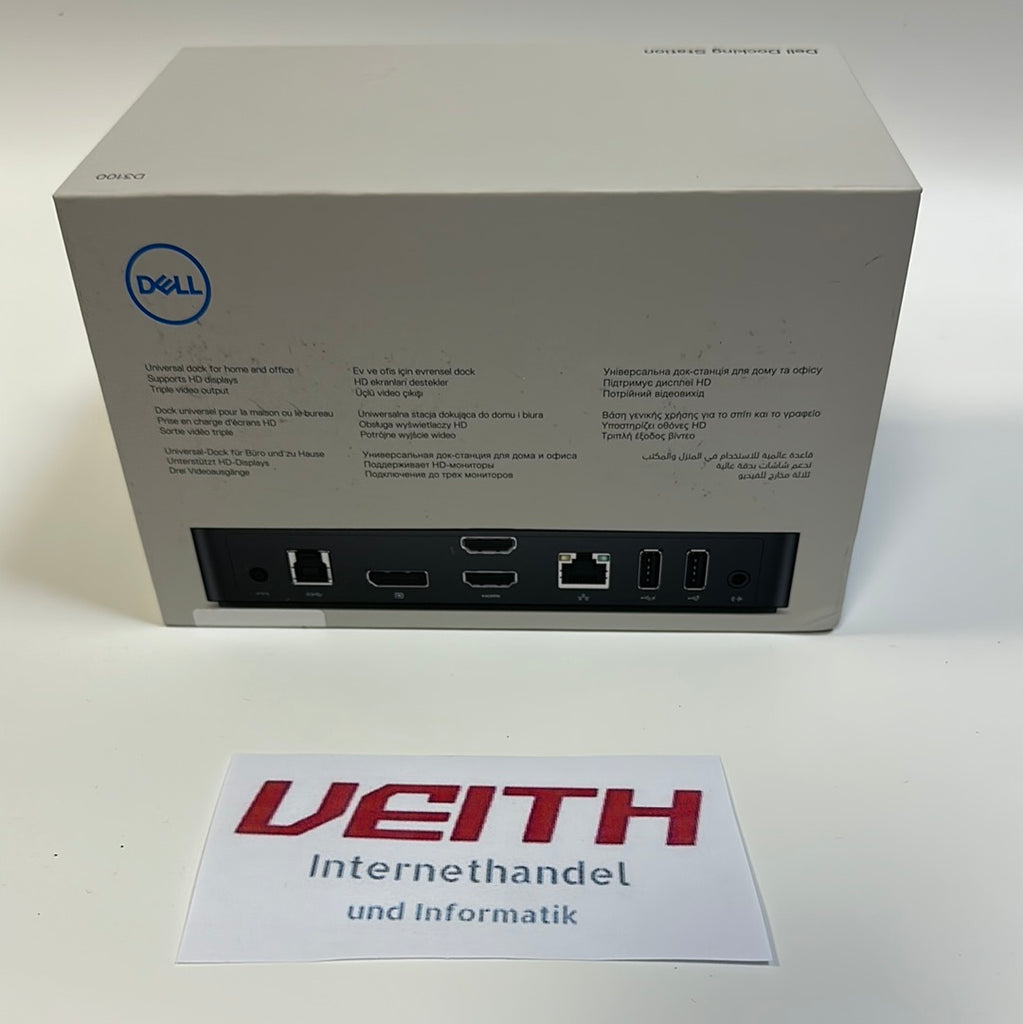 Dell Docking Station
D3100
DELL
Universal dock for home and office
Supports HD displays
Triple video output
Dock universel pour la maison ou le bureau
Prise en charge d'écrans HD
Sortie vidéo triple
Universal-Dock für Büro und zu Hause
Unterstützt HD-Displays
Drei Videoausgänge
Ev ve ofis için evrensel dock
HD ekranları destekler
Üçlü video çıkışı
Uniwersalna stacja dokująca do domu i biura
Obsługa wyświetlaczy HD
Potrójne wyjście wideo
Универсальная док-станция для дома и офиса
Поддерживает HD-мониторы
Подключение до трех мониторов
Універсальна док-станція для дому та офісу
Підтримує дисплеї HD
Потрійний відеовихід
Βάση γενικής χρήσης για το σπίτι και το γραφείο
Υποστηρίζει οθόνες HD
Τριπλή έξοδος βίντεο
قاعدة عالمية للاستخدام في المنزل والمكتب
تدعم شاشات بدقة عالية
ثلاثة مخارج للفيديو
HDMI
VEITH
Internethandel
und Informatik